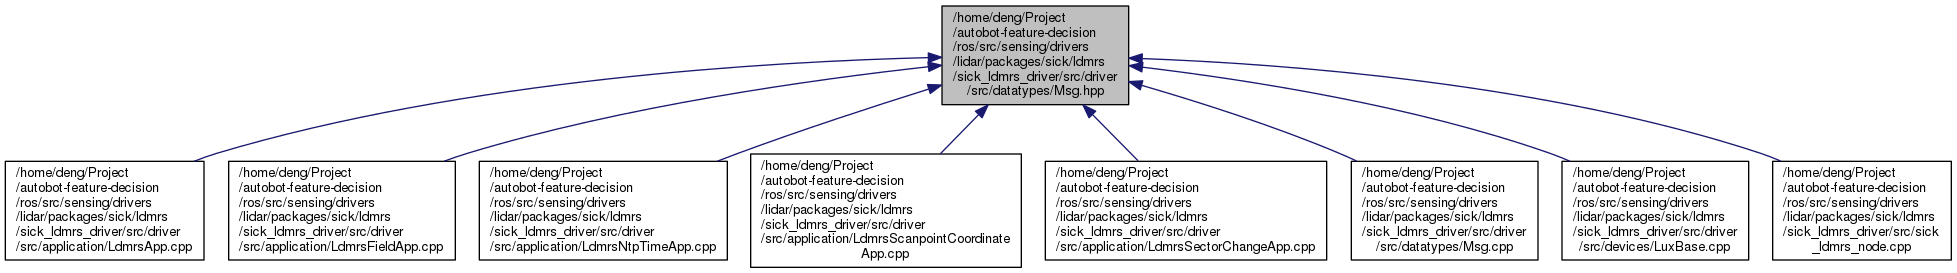 /home/deng/Project
/autobot-feature-decision
/ros/src/sensing/drivers
/lidar/packages/sick/ldmrs
/sick_ldmrs_driver/src/driver
/src/datatypes/Msg.hpp
/home/deng/Project
/autobot-feature-decision
/ros/src/sensing/drivers
/lidar/packages/sick/ldmrs
/sick_ldmrs_driver/src/driver
/src/application/LdmrsApp.cpp
/home/deng/Project
/autobot-feature-decision
/ros/src/sensing/drivers
/lidar/packages/sick/ldmrs
/sick_ldmrs_driver/src/driver
/src/application/LdmrsFieldApp.cpp
/home/deng/Project
/autobot-feature-decision
/ros/src/sensing/drivers
/lidar/packages/sick/ldmrs
/sick_ldmrs_driver/src/driver
/src/application/LdmrsNtpTimeApp.cpp
/home/deng/Project
/autobot-feature-decision
/ros/src/sensing/drivers
/lidar/packages/sick/ldmrs
/sick_ldmrs_driver/src/driver
/src/application/LdmrsScanpointCoordinate
App.cpp
/home/deng/Project
/autobot-feature-decision
/ros/src/sensing/drivers
/lidar/packages/sick/ldmrs
/sick_ldmrs_driver/src/driver
/src/application/LdmrsSectorChangeApp.cpp
/home/deng/Project
/autobot-feature-decision
/ros/src/sensing/drivers
/lidar/packages/sick/ldmrs
/sick_ldmrs_driver/src/driver
/src/datatypes/Msg.cpp
/home/deng/Project
/autobot-feature-decision
/ros/src/sensing/drivers
/lidar/packages/sick/ldmrs
/sick_ldmrs_driver/src/driver
/src/devices/LuxBase.cpp
/home/deng/Project
/autobot-feature-decision
/ros/src/sensing/drivers
/lidar/packages/sick/ldmrs
/sick_ldmrs_driver/src/sick
_ldmrs_node.cpp